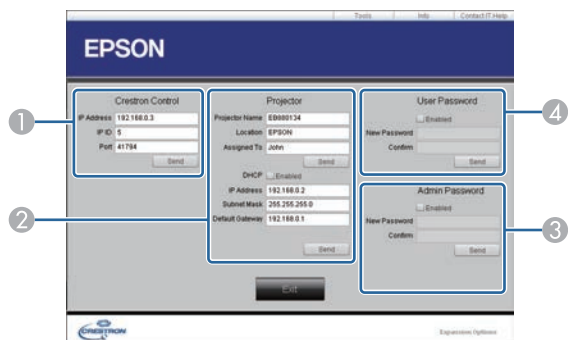 Tools Info Contact IT Help
EPSON
Crestron Control
IP Address 192.168.0.3
IP ID 5
Port 41794
Send
Projector
Projector Name EB880134
Location EPSON
Assigned To John
Send
DHCP Enabled
IP Address 192.168.0.2
Subnet Mask 255.255.255.0
Default Gateway 192.168.0.1
Send
User Password
Enabled
New Password
Confirm
Send
Admin Password
Enabled
New Password
Confirm
Send
1
2
4
3
Exit
CRESTRON
Expansion Options